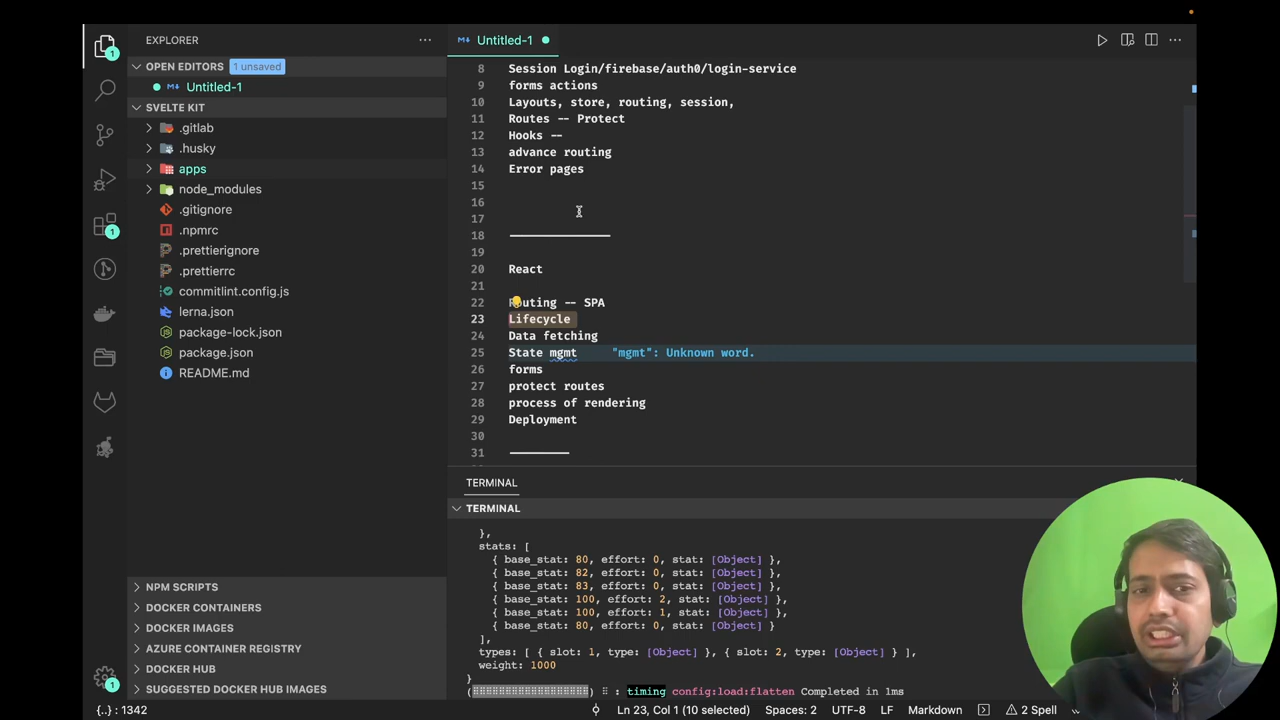 EXPLORER
OPEN EDITORS 1 unsaved
Untitled-1
SVELTE KIT
.gitlab
.husky
apps
node_modules
.gitignore
.npmrc
.prettierignore
.prettierrc
commitlint.config.js
lerna.json
package-lock.json
package.json
README.md
NPM SCRIPTS
DOCKER CONTAINERS
DOCKER IMAGES
AZURE CONTAINER REGISTRY
DOCKER HUB
SUGGESTED DOCKER HUB IMAGES
Untitled-1
8 Session Login/firebase/auth0/login-service
9 forms actions
10 Layouts, store, routing, session,
11 Routes -- Protect
12 Hooks --
13 advance routing
14 Error pages
15
16
17
18 ———————————
19
20 React
21
22 Routing -- SPA
23 Lifecycle
24 Data fetching
25 State mgmt "mgmt": Unknown word.
26 forms
27 protect routes
28 process of rendering
29 Deployment
30
31 ———————
TERMINAL
TERMINAL
},
stats: [
{ base_stat: 80, effort: 0, stat: [Object] },
{ base_stat: 82, effort: 0, stat: [Object] },
{ base_stat: 83, effort: 0, stat: [Object] },
{ base_stat: 100, effort: 2, stat: [Object] },
{ base_stat: 100, effort: 1, stat: [Object] },
{ base_stat: 80, effort: 0, stat: [Object] }
],
types: [ { slot: 1, type: [Object] }, { slot: 2, type: [Object] } ],
weight: 1000
}
(⠿⠿⠿⠿⠿⠿⠿⠿⠿⠿⠿⠿⠿⠿⠿⠿⠿⠿) ⠿ : timing config:load:flatten Completed in 1ms
{..} : 1342
Ln 23, Col 1 (10 selected) Spaces: 2 UTF-8 LF Markdown 2 Spell